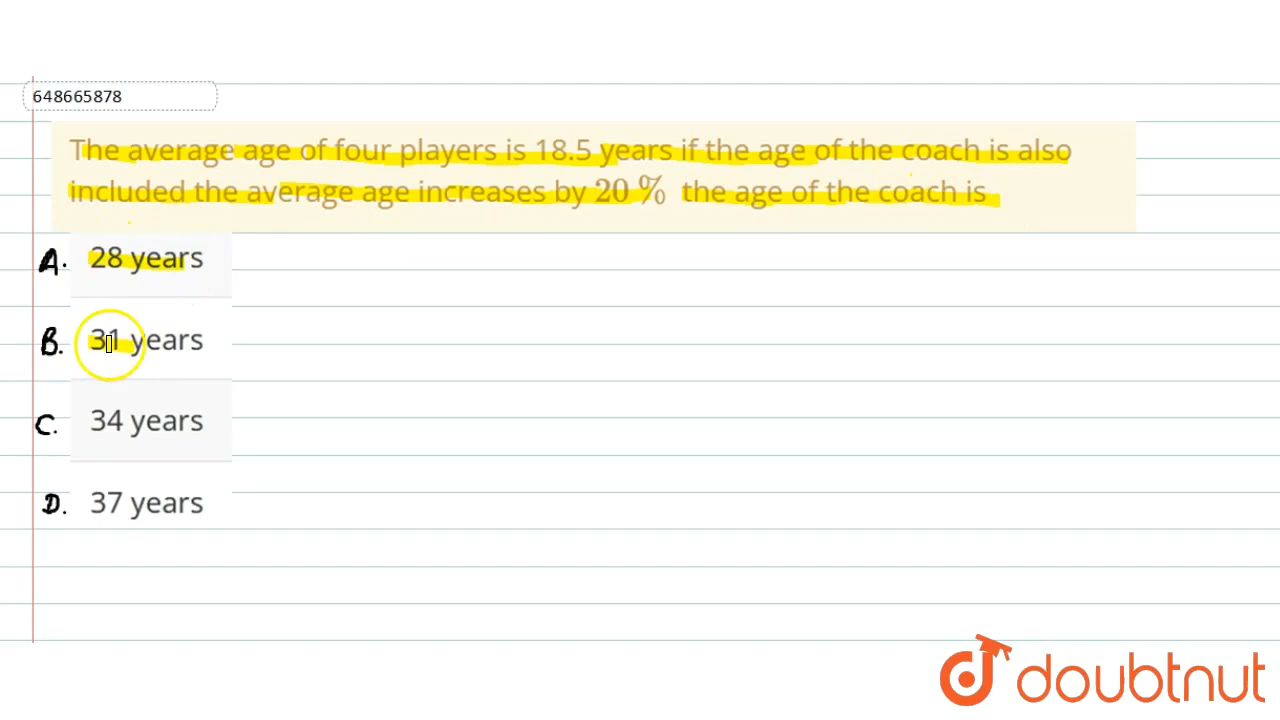 648665878
The average age of four players is 18.5 years if the age of the coach is also
included the average age increases by 20 % the age of the coach is
A. 28 years
B. 31 years
C. 34 years
D. 37 years
doubtnut